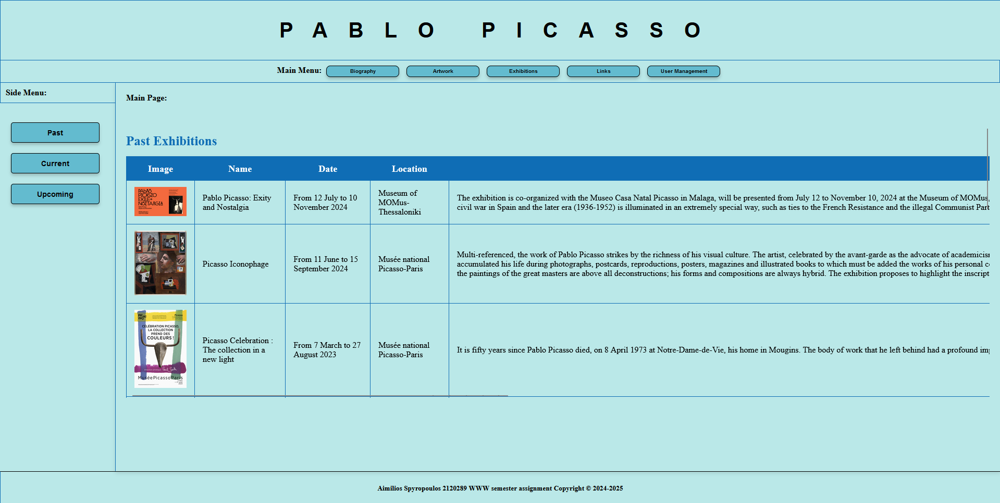 PABLO PICASSO
Main Menu: Biography Artwork Exhibitions Links User Management
Side Menu:
Past
Current
Upcoming
Main Page:
Past Exhibitions
Image Name Date Location
PABLO
PICASSO
EXILE+
NOSTALGIA
Pablo Picasso: Exity
and Nostalgia
From 12 July to 10
November 2024
Museum of
MOMus-
Thessaloniki
The exhibition is co-organized with the Museo Casa Natal Picasso in Malaga, will be presented from July 12 to November 10, 2024 at the Museum of MOMus,
civil war in Spain and the later era (1936-1952) is illuminated in an extremely special way, such as ties to the French Resistance and the illegal Communist Part
Picasso Iconophage
From 11 June to 15
September 2024
Musée national
Picasso-Paris
Multi-referenced, the work of Pablo Picasso strikes by the richness of his visual culture. The artist, celebrated by the avant-garde as the advocate of academicis
accumulated his life during photographs, postcards, reproductions, posters, magazines and illustrated books to which must be added the works of his personal c
the paintings of the great masters are above all deconstructions; his forms and compositions are always hybrid. The exhibition proposes to highlight the inscript
CÉLÉBRATION PICASSO,
LA COLLECTION
PREND DES
COULEURS !
MuséePicassoParis
Picasso Celebration :
The collection in a
new light
From 7 March to 27
August 2023
Musée national
Picasso-Paris
It is fifty years since Pablo Picasso died, on 8 April 1973 at Notre-Dame-de-Vie, his home in Mougins. The body of work that he left behind had a profound im
Aimilios Spyropoulos 2120289 WWW semester assignment Copyright © 2024-2025